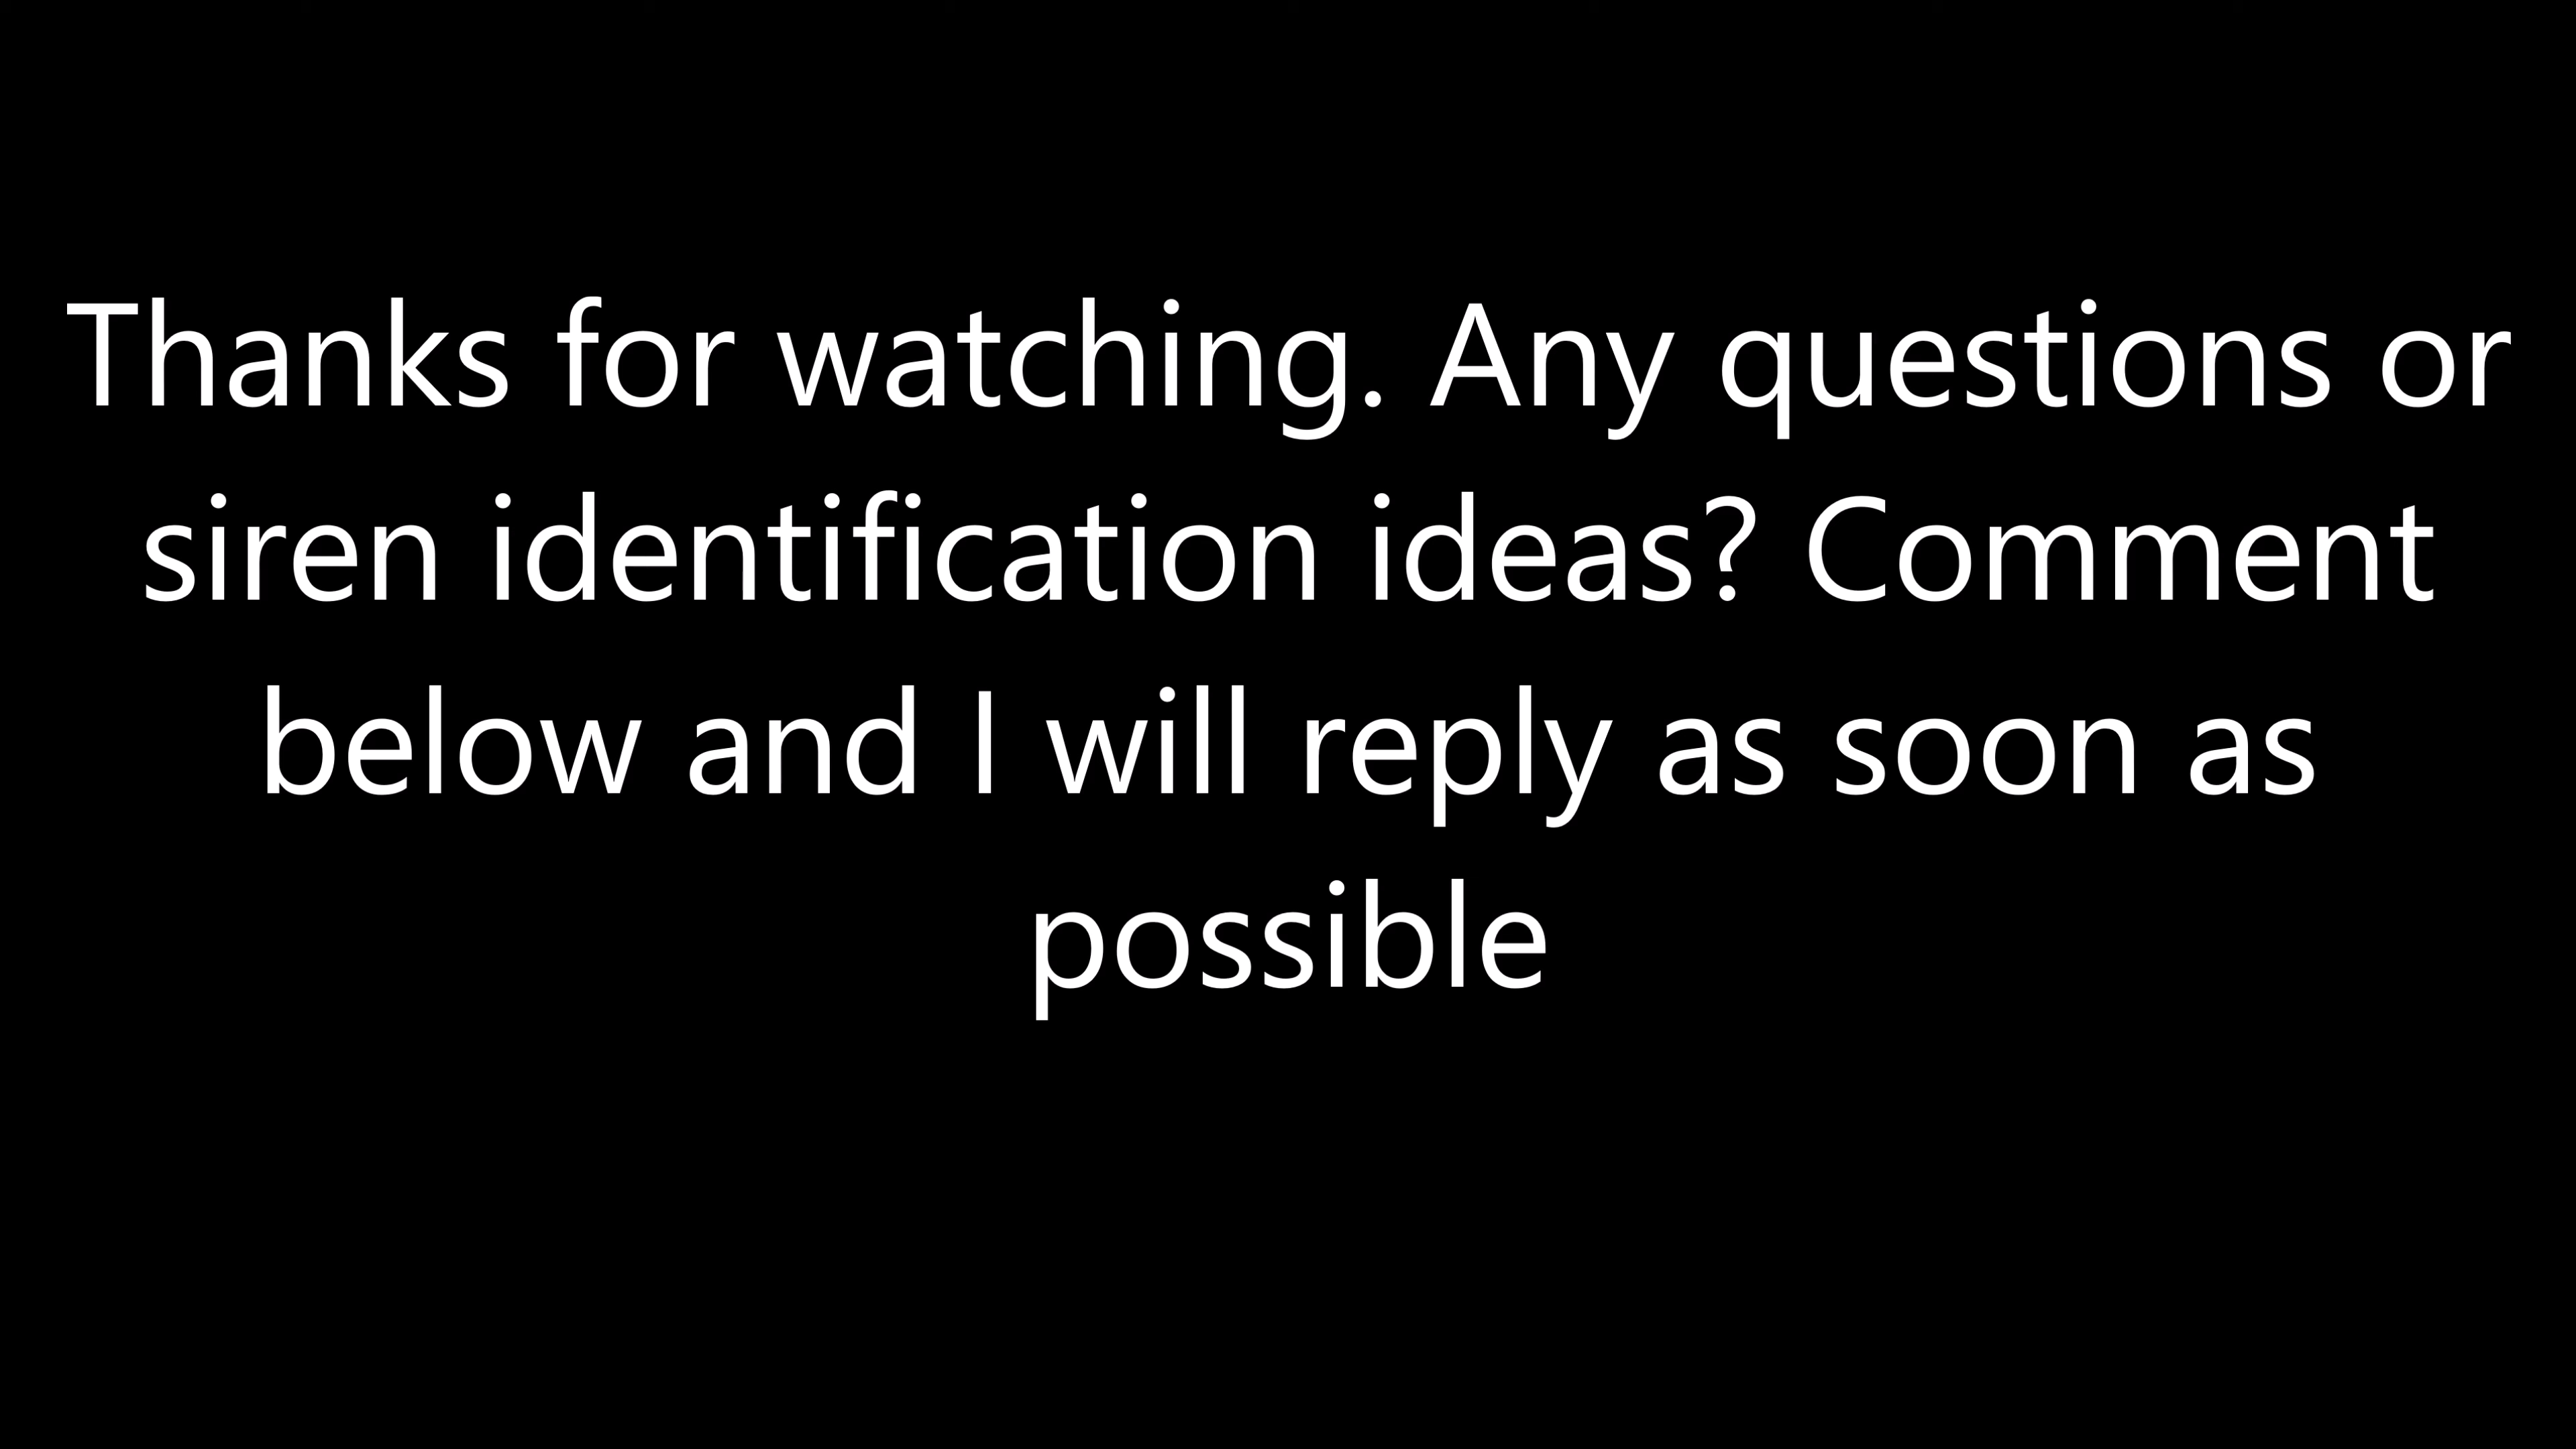 Thanks for watching. Any questions or
siren identification ideas? Comment
below and I will reply as soon as
possible